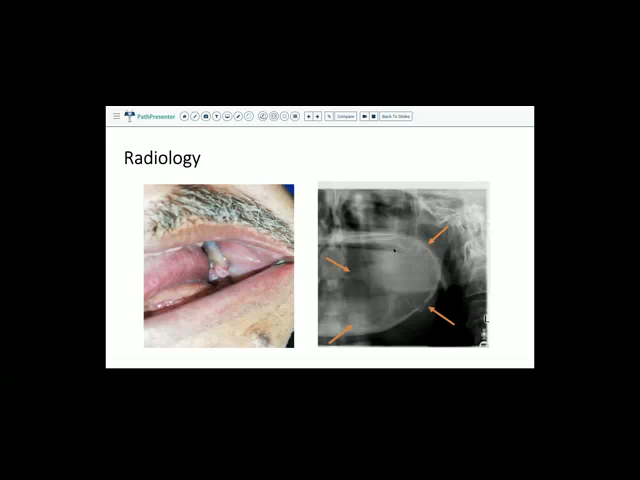 PathPresenter
Compare
Back To Slides
Radiology
L